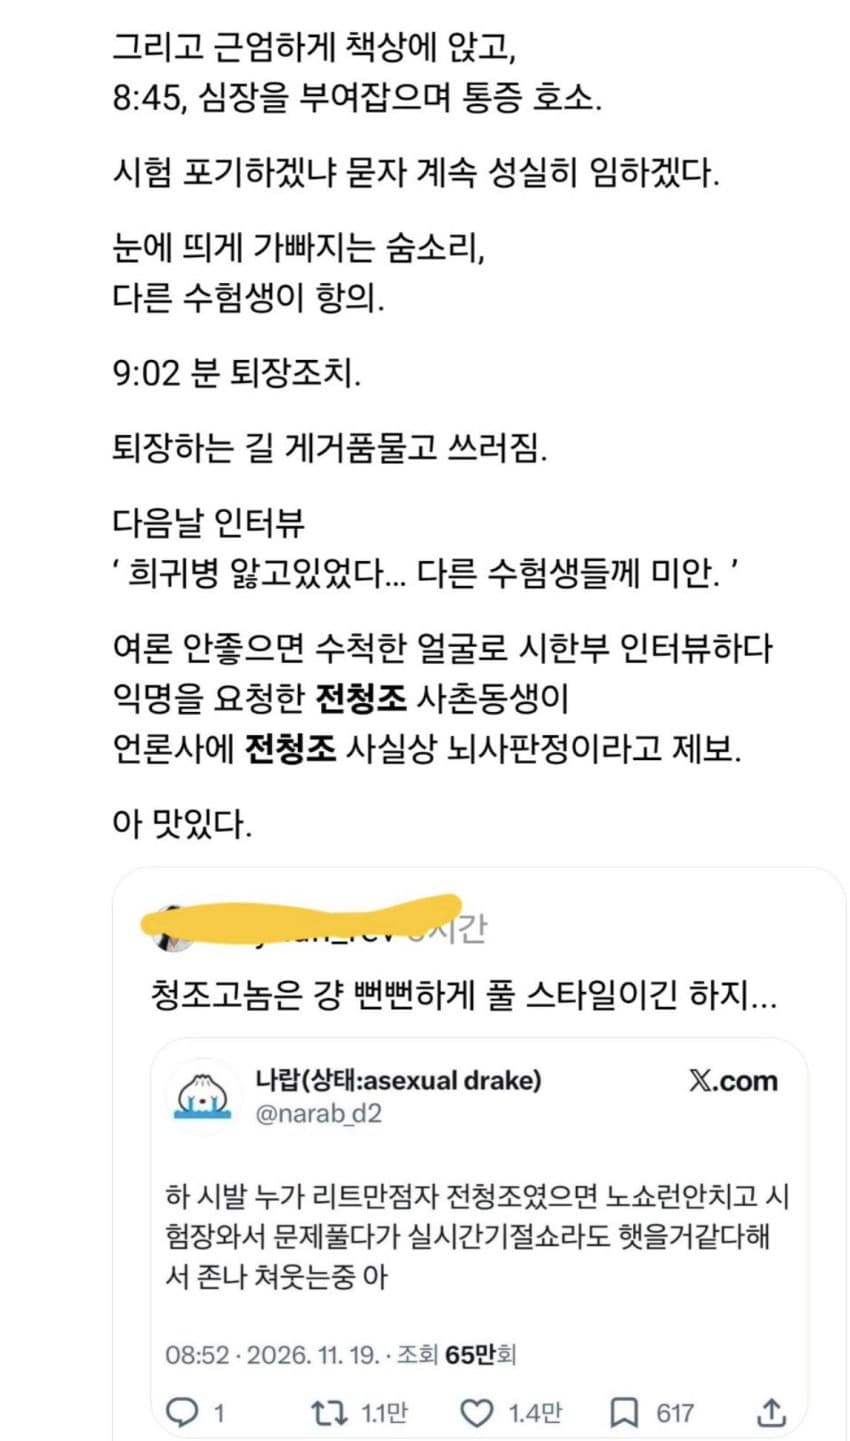 그리고 근엄하게 책상에 앉고,
8:45, 심장을 부여잡으며 통증 호소.
시험 포기하겠냐 묻자 계속 성실히 임하겠다.
눈에 띄게 가빠지는 숨소리,
다른 수험생이 항의.
9:02 분 퇴장조치.
퇴장하는 길 게거품물고 쓰러짐.
다음날 인터뷰
‘ 희귀병 앓고있었다... 다른 수험생들께 미안. ’
여론 안좋으면 수척한 얼굴로 시한부 인터뷰하다
익명을 요청한 전청조 사촌동생이
언론사에 전청조 사실상 뇌사판정이라고 제보.
아 맛있다.
시간
청조고놈은 걍 뻔뻔하게 풀 스타일이긴 하지...
나랍(상태:asexual drake)
X.com
@narab_d2
하 시발 누가 리트만점자 전청조였으면 노쇼런안치고 시
험장와서 문제풀다가 실시간기절쇼라도 햇을거같다해
서 존나 쳐웃는중 아
08:52 · 2026. 11. 19. · 조회 65만회
1 1.1만 1.4만 617